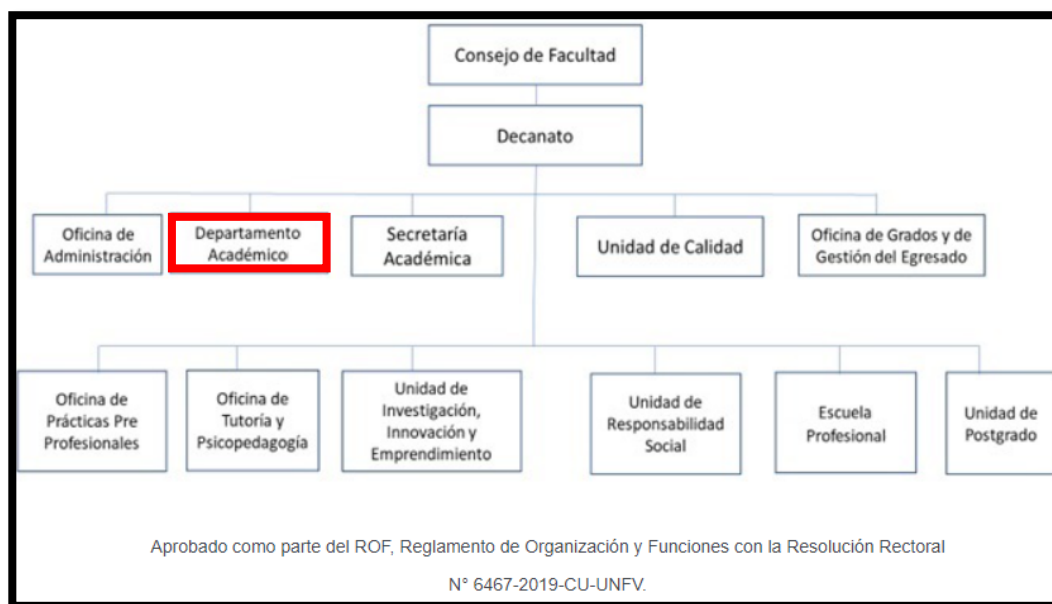 Consejo de Facultad
Decanato
Oficina de
Administración
Departamento
Académico
Secretaría
Académica
Unidad de Calidad
Oficina de Grados y de
Gestión del Egresado
Oficina de
Prácticas Pre
Profesionales
Oficina de
Tutoría y
Psicopedagogía
Unidad de
Investigación,
Innovación y
Emprendimiento
Unidad de
Responsabilidad
Social
Escuela
Profesional
Unidad de
Postgrado
Aprobado como parte del ROF, Reglamento de Organización y Funciones con la Resolución Rectoral
N° 6467-2019-CU-UNFV.